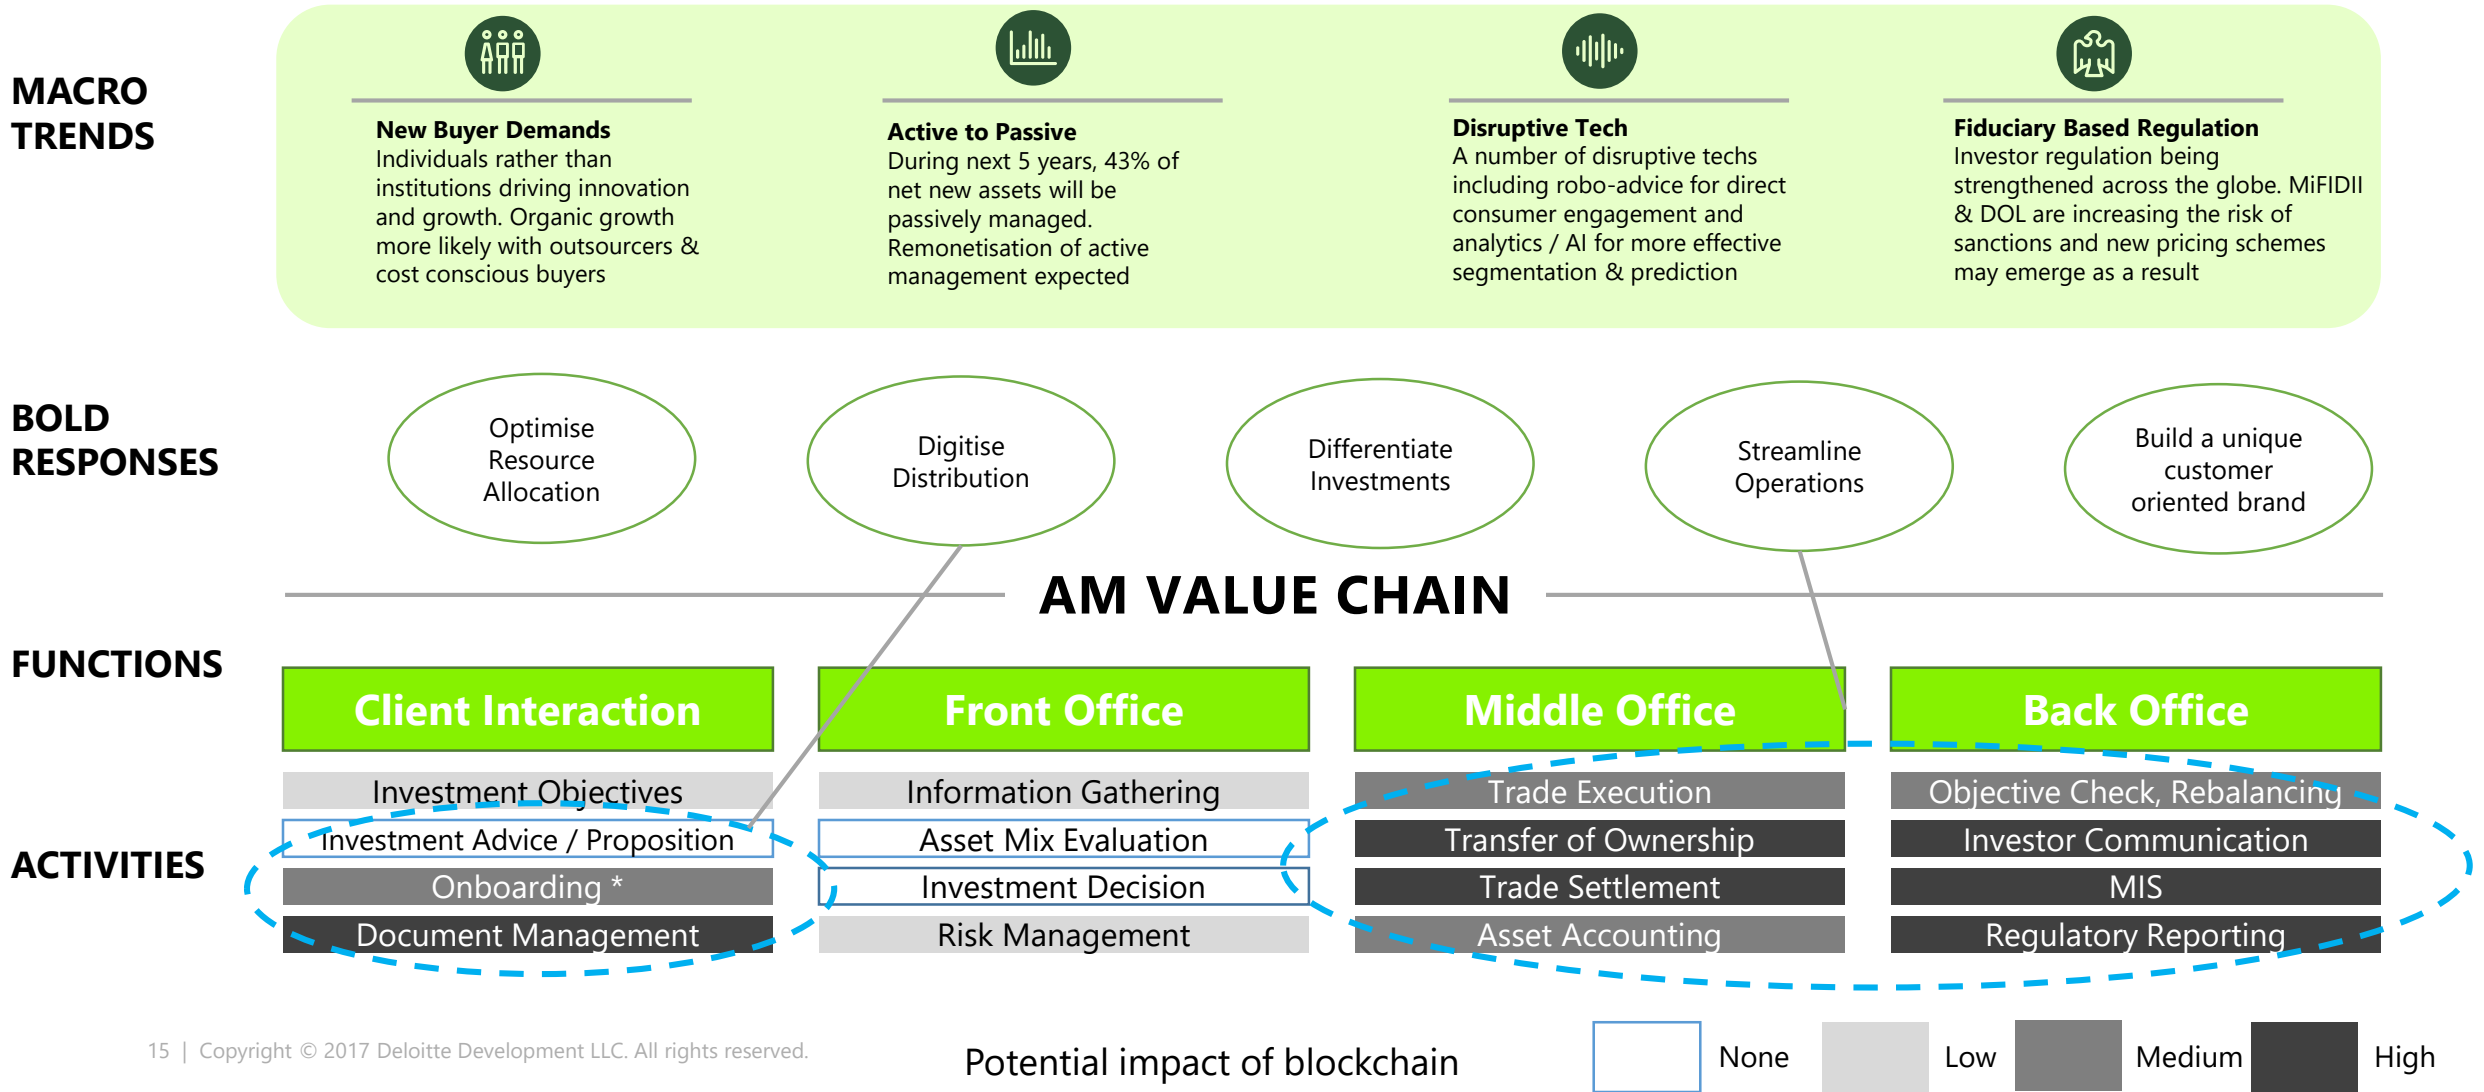 MACRO
TRENDS
New Buyer Demands
Individuals rather than
institutions driving innovation
and growth. Organic growth
more likely with outsourcers &
cost conscious buyers
Active to Passive
During next 5 years, 43% of
net new assets will be
passively managed.
Remonetisation of active
management expected
Disruptive Tech
A number of disruptive techs
including robo-advice for direct
consumer engagement and
analytics / AI for more effective
segmentation & prediction
Fiduciary Based Regulation
Investor regulation being
strengthened across the globe. MiFIDII
& DOL are increasing the risk of
sanctions and new pricing schemes
may emerge as a result
BOLD
RESPONSES
Optimise
Resource
Allocation
Digitise
Distribution
Differentiate
Investments
Streamline
Operations
Build a unique
customer
oriented brand
AM VALUE CHAIN
FUNCTIONS
Client Interaction
Front Office
Middle Office
Back Office
ACTIVITIES
Investment Objectives
Investment Advice / Proposition
Onboarding *
Document Management
Information Gathering
Asset Mix Evaluation
Investment Decision
Risk Management
Trade Execution
Transfer of Ownership
Trade Settlement
Asset Accounting
Objective Check, Rebalancing
Investor Communication
MIS
Regulatory Reporting
15 | Copyright © 2017 Deloitte Development LLC. All rights reserved.
Potential impact of blockchain
None
Low
Medium
High